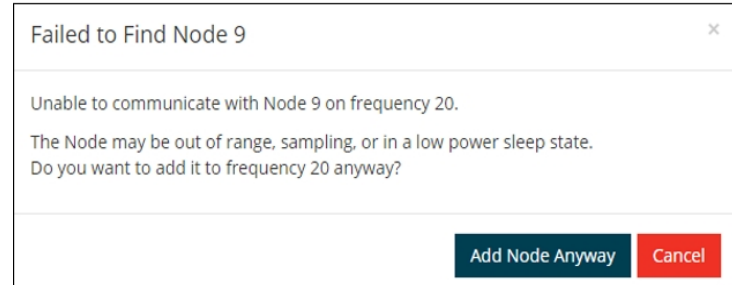 Failed to Find Node 9
×
Unable to communicate with Node 9 on frequency 20.
The Node may be out of range, sampling, or in a low power sleep state.
Do you want to add it to frequency 20 anyway?
Add Node Anyway
Cancel